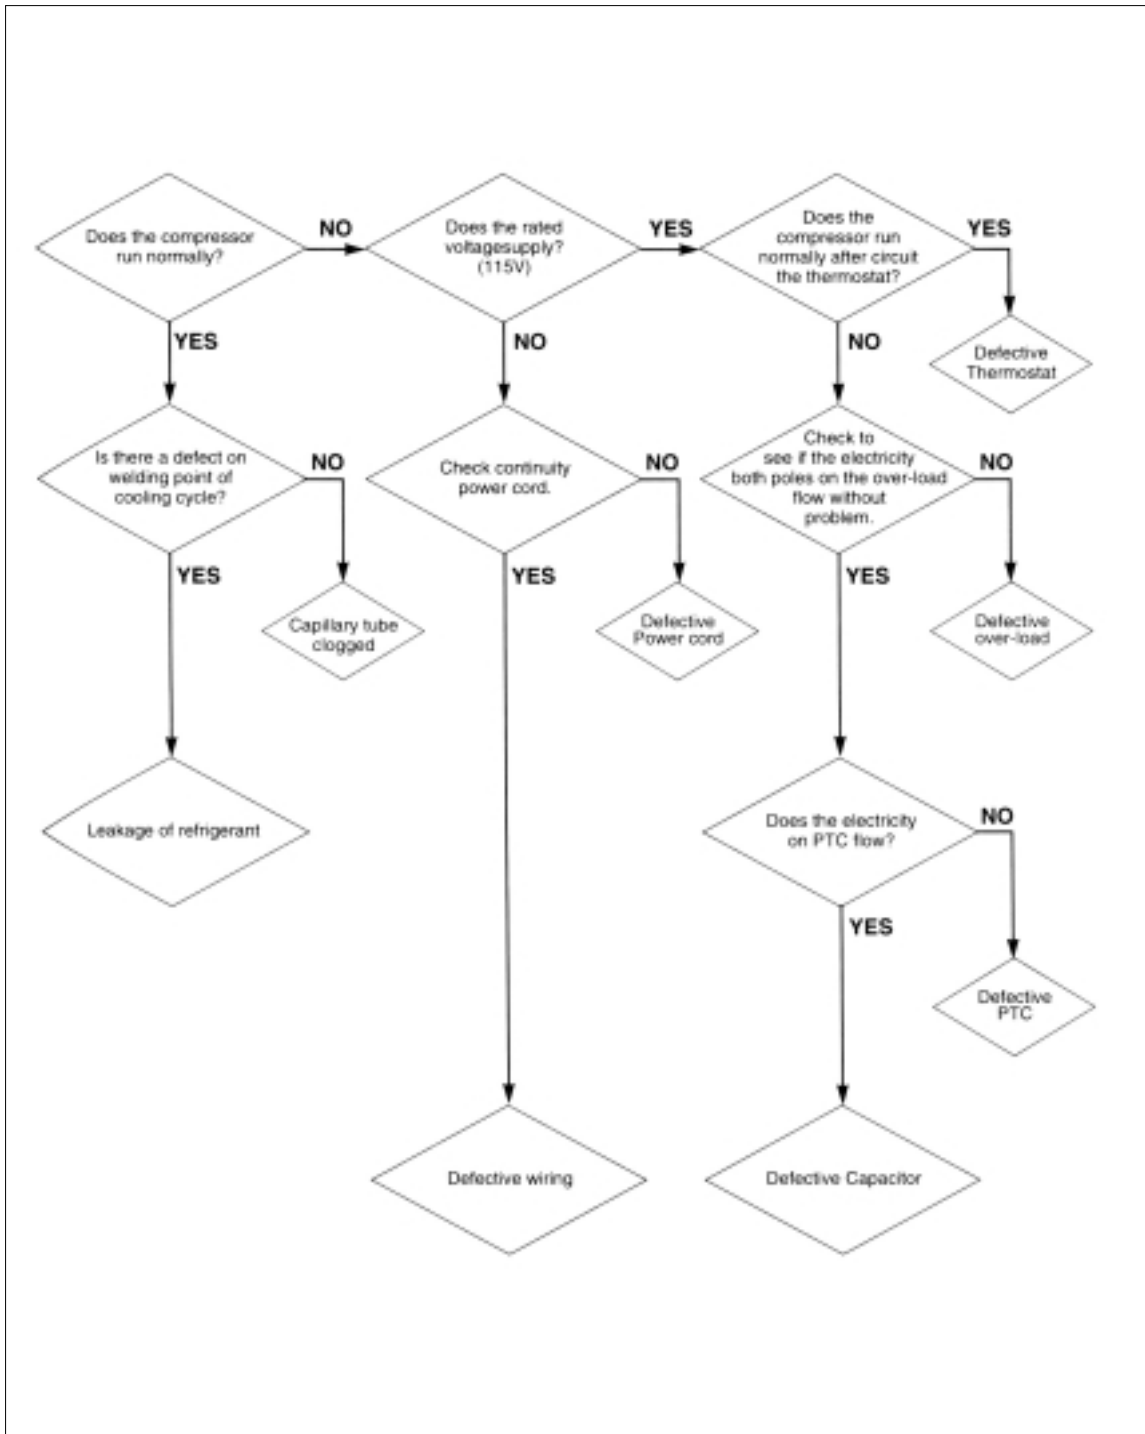 Does the compressor
run normally?
NO
Does the rated
voltagesupply?
(115V)
YES
Does the
compressor run
normally after circuit
the thermostat?
YES
Defective
Thermostat
YES
NO
NO
Is there a defect on
welding point of
cooling cycle?
NO
Check continuity
power cord.
NO
Check to
see if the electricity
both poles on the over-load
flow without
problem.
NO
YES
Capillary tube
clogged
YES
Defective
Power cord
YES
Defective
over-load
Leakage of refrigerant
Does the electricity
on PTC flow?
NO
YES
Defective
PTC
Defective wiring
Defective Capacitor